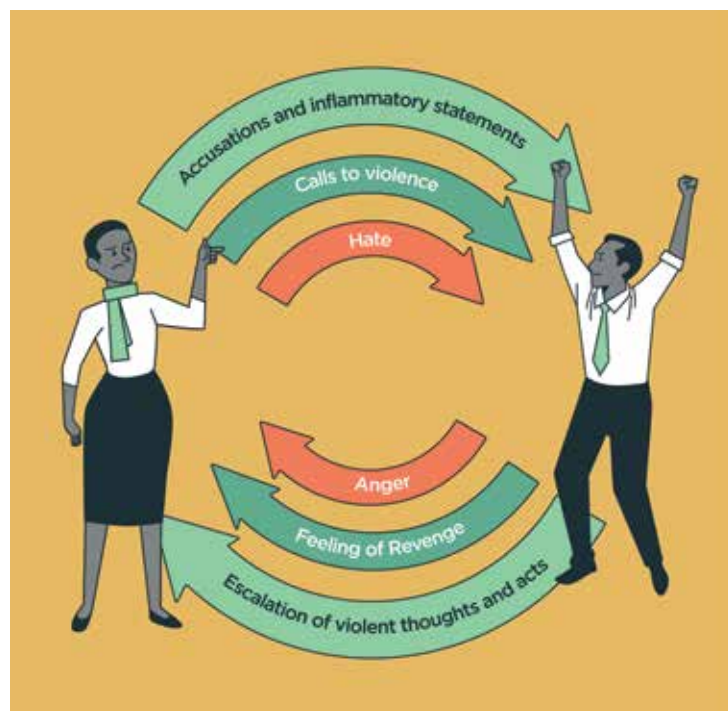 Accusations and inflammatory statements
Calls to violence
Hate
Anger
Feeling of Revenge
Escalation of violent thoughts and acts